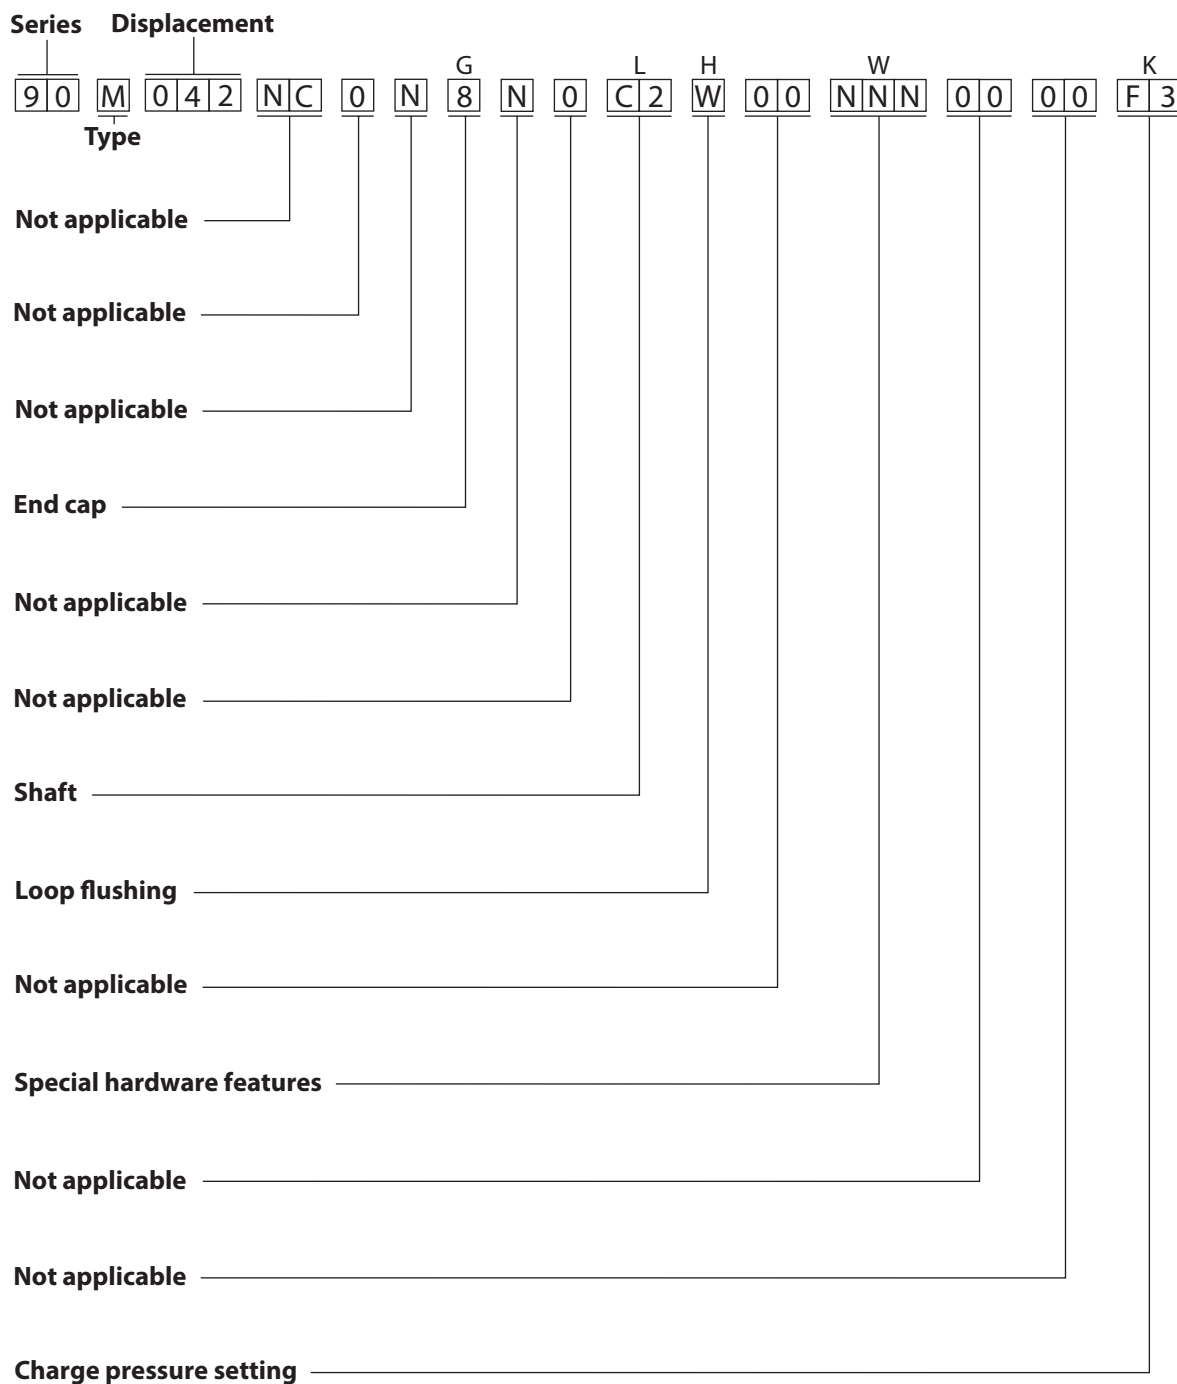 Series Displacement
G L H W K
9 0 M 0 4 2 N C 0 N 8 N 0 C 2 W 0 0 N N N 0 0 0 0 F 3
Type
Not applicable
Not applicable
Not applicable
End cap
Not applicable
Not applicable
Shaft
Loop flushing
Not applicable
Special hardware features
Not applicable
Not applicable
Charge pressure setting